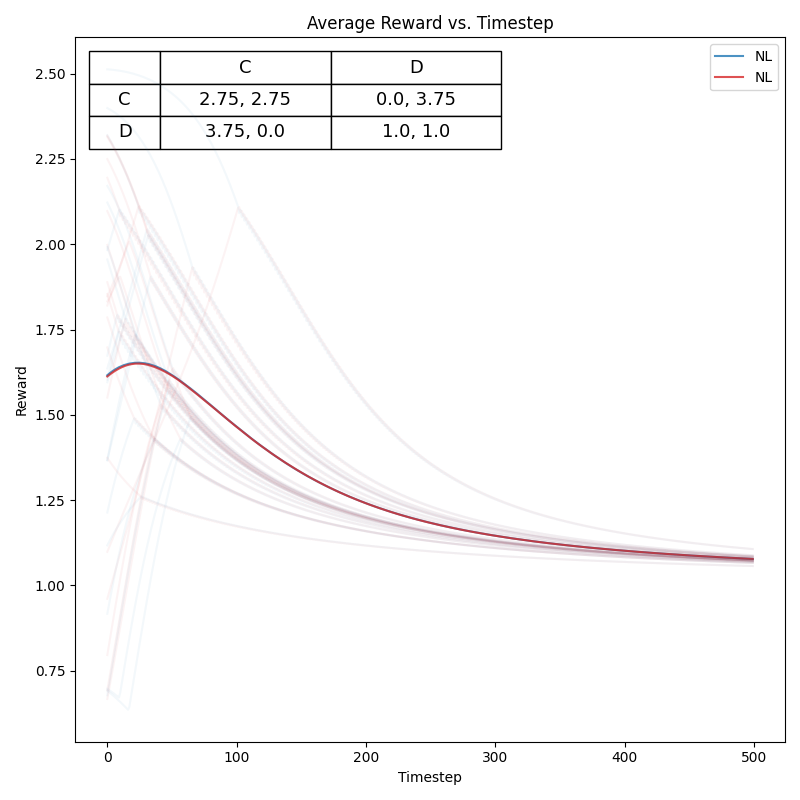 Average Reward vs. Timestep
NL
NL
C D
C 2.75, 2.75 0.0, 3.75
D 3.75, 0.0 1.0, 1.0
2.50
2.25
2.00
1.75
1.50
1.25
1.00
0.75
Reward
0 100 200 300 400 500
Timestep